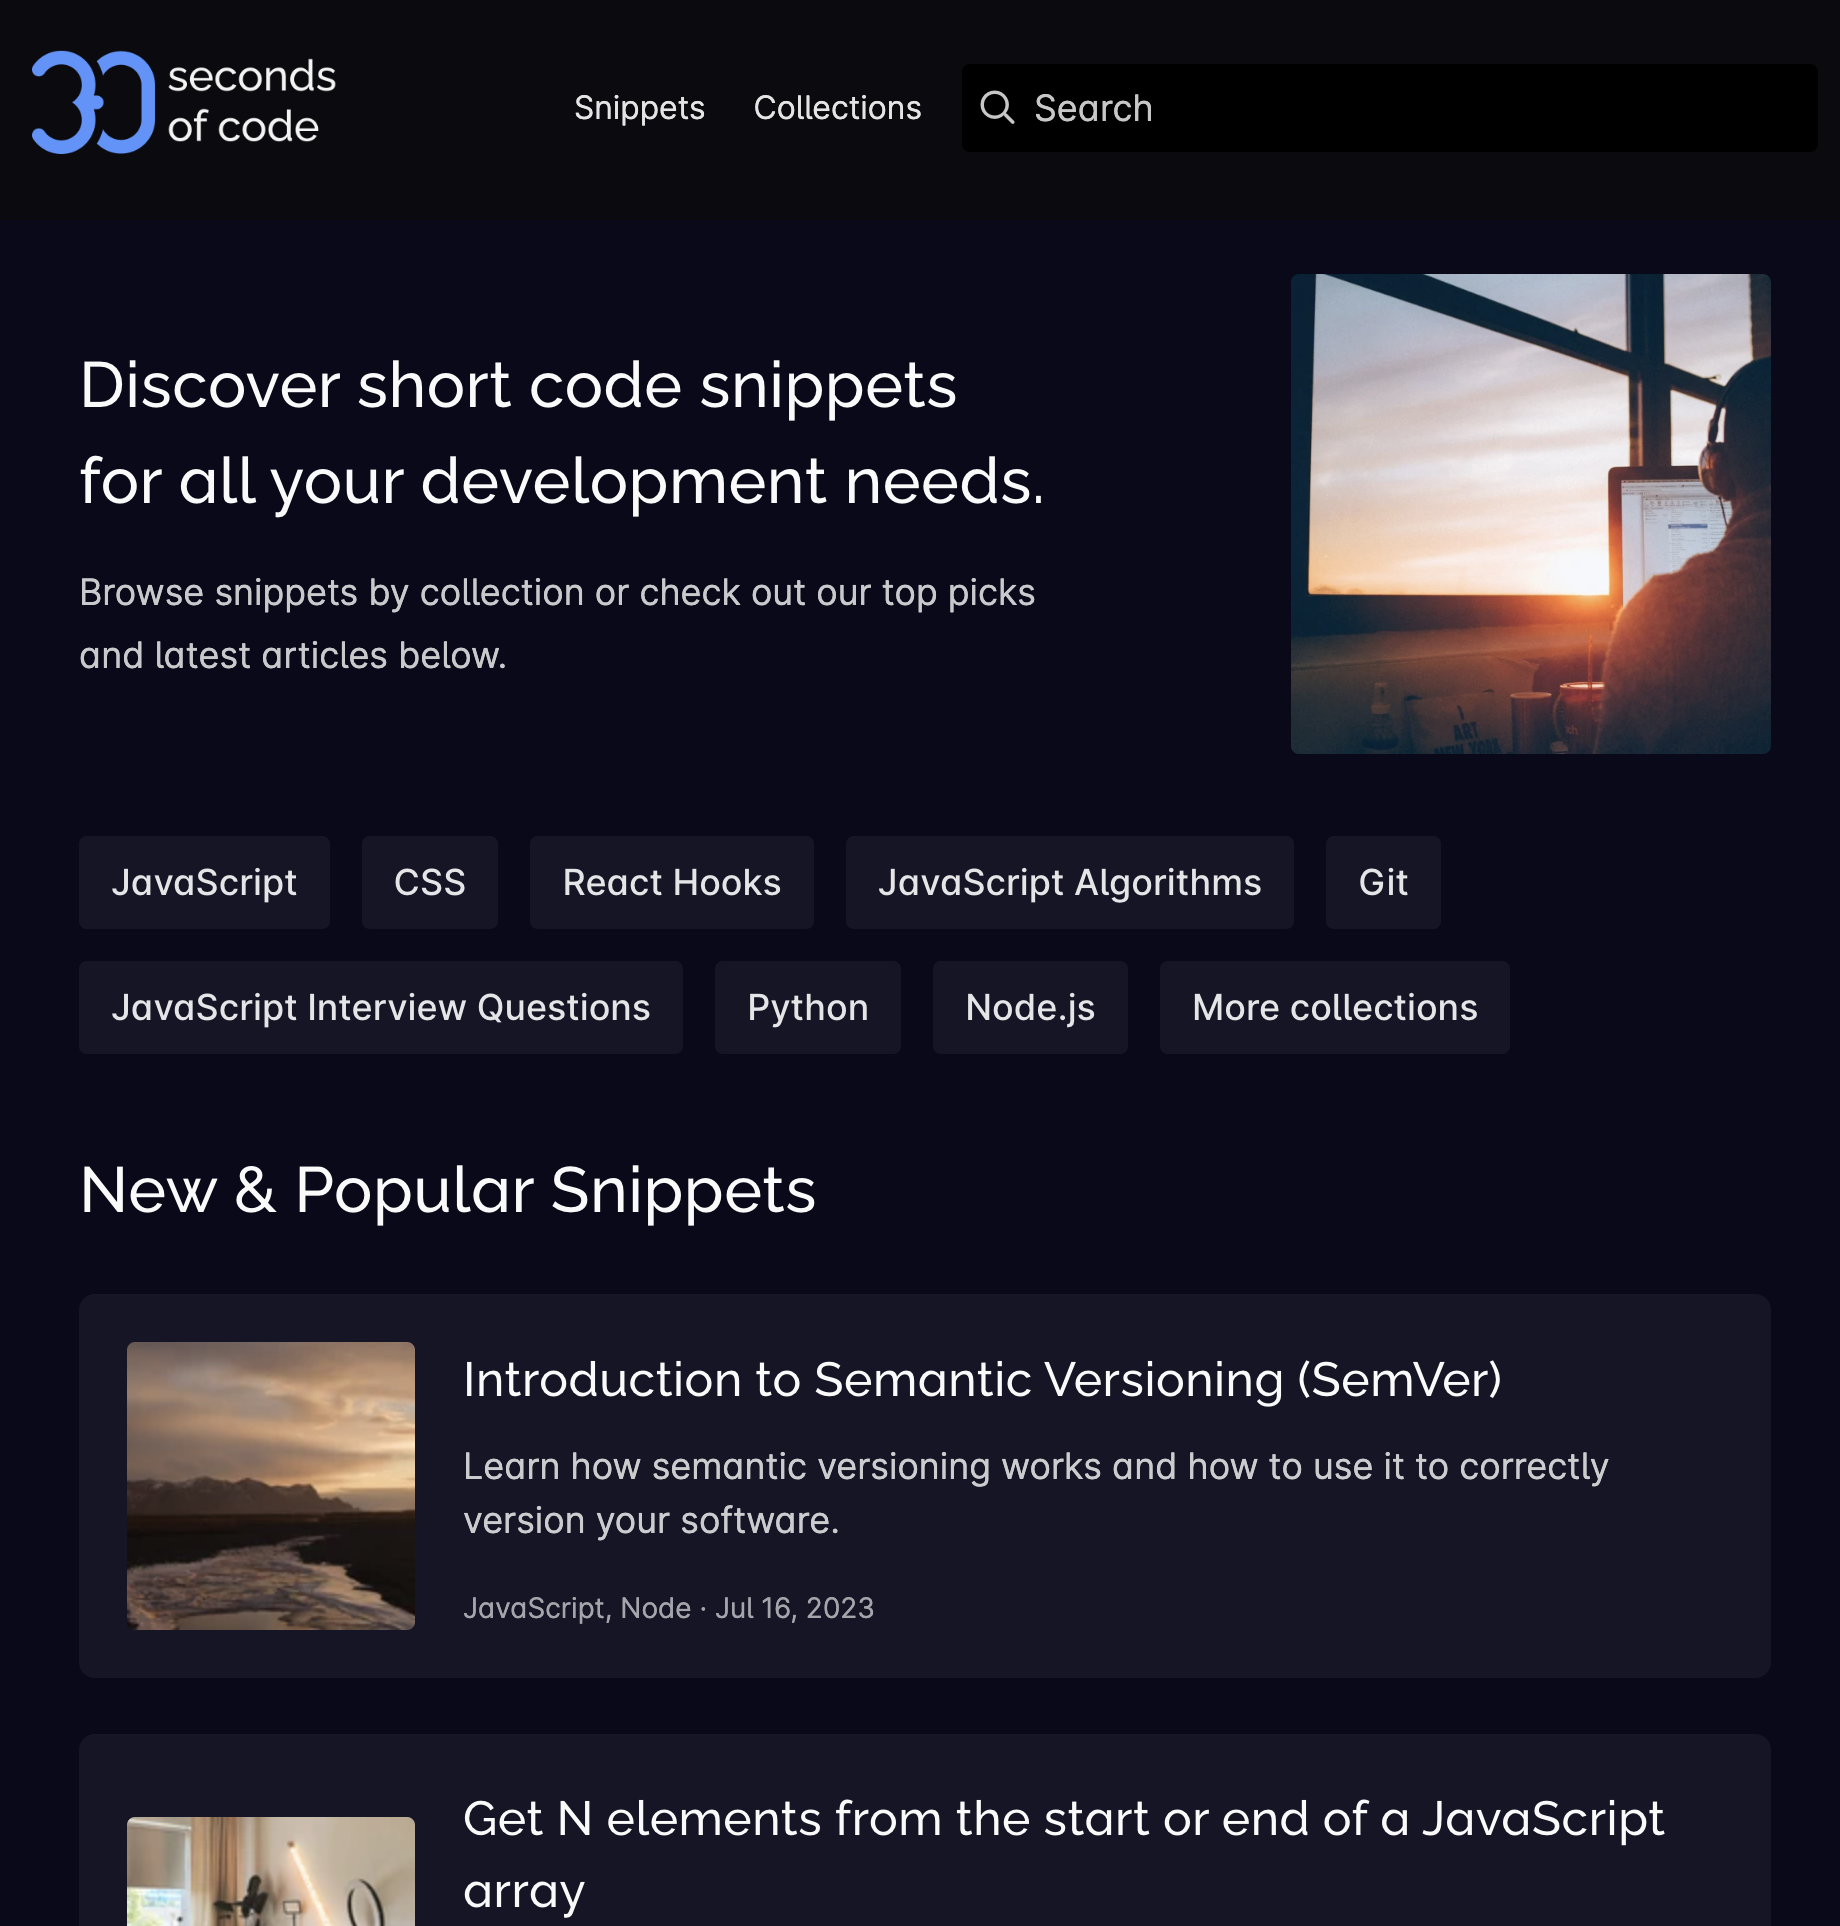 30 seconds
of code
Snippets
Collections
Search
Discover short code snippets
for all your development needs.
Browse snippets by collection or check out our top picks
and latest articles below.
ART
NEW YORK
JavaScript
CSS
React Hooks
JavaScript Algorithms
Git
JavaScript Interview Questions
Python
Node.js
More collections
New & Popular Snippets
Introduction to Semantic Versioning (SemVer)
Learn how semantic versioning works and how to use it to correctly
version your software.
JavaScript, Node · Jul 16, 2023
Get N elements from the start or end of a JavaScript
array